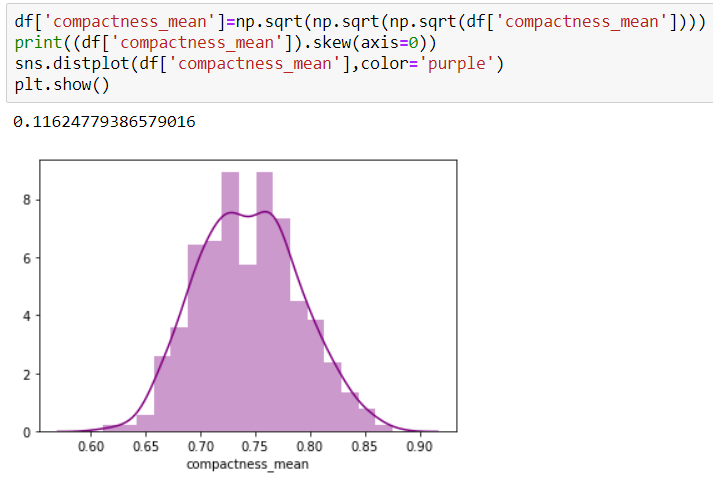 df['compactness_mean']=np.sqrt(np.sqrt(np.sqrt(df['compactness_mean'])))
print((df['compactness_mean']).skew(axis=0))
sns.distplot(df['compactness_mean'],color='purple')
plt.show()
0.11624779386579016
8
6
4
2
0
0.60 0.65 0.70 0.75 0.80 0.85 0.90
compactness_mean